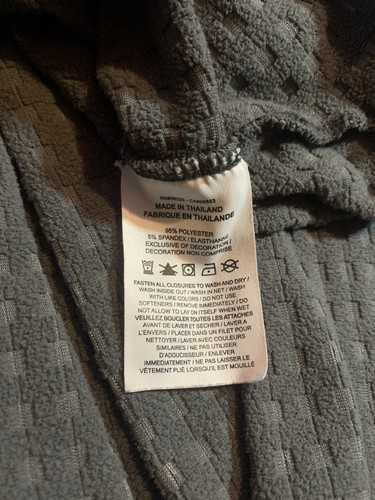 MADE IN THAILAND
FABRIQUE EN THAILANDE
95% POLYESTER
5% SPANDEX / ELASTHANNE
EXCLUSIVE OF DECORATION /
DECORATION NON COMPRISE
FASTEN ALL CLOSURES TO WASH AND DRY /
WASH INSIDE OUT / WASH IN NET / WASH
WITH LIKE COLORS / DO NOT USE
SOFTENERS / REMOVE IMMEDIATELY / DO
NOT ALLOW TO LAY ON ITSELF WHEN WET
VEUILLEZ BOUCLER TOUTES LES ATTACHES
AVANT DE LAVER ET SECHER / LAVER A
L'ENVERS / PLACER DANS UN FILET POUR
NETTOYER / LAVER AVEC COULEURS
SIMILAIRES / NE PAS UTILISER
D'ADOUCISSEUR / ENLEVER
IMMEDIATEMENT / NE PAS LAISSER LE
VÊTEMENT PLIÉ LORSQU'IL EST MOUILLÉ